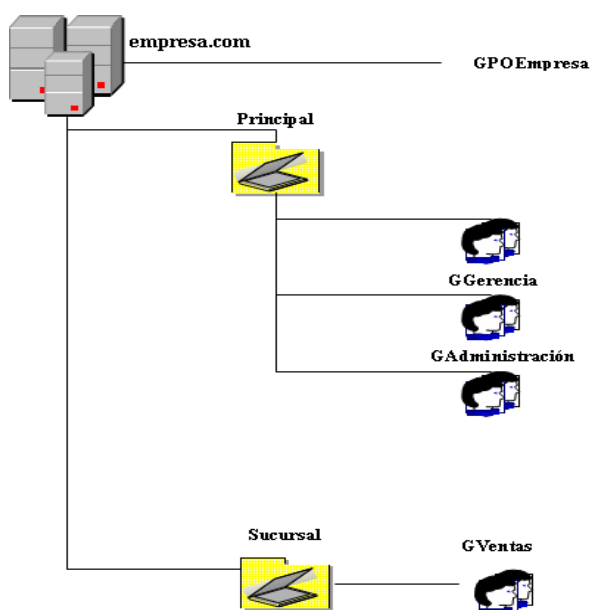 empresa.com
GPOEmpresa
Principal
GGerencia
GAdministración
Sucursal
GVentas